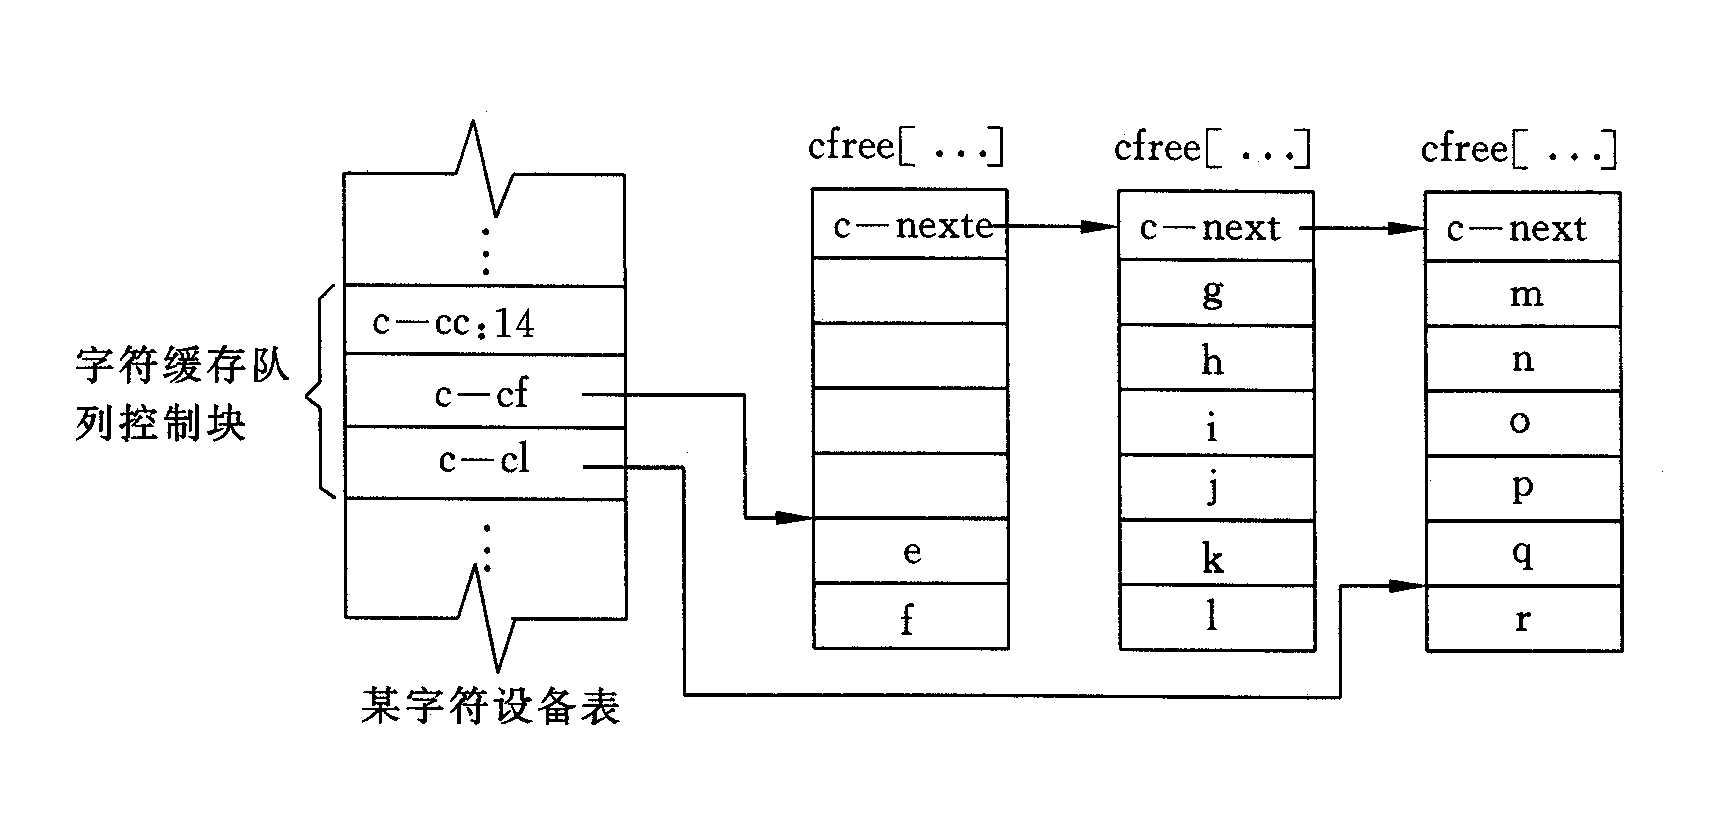 cfree[ ...]
cfree[ ...]
cfree[ ...]
c—nexte
c—next
c—next
g
m
c—cc:14
h
n
字符缓存队
列控制块
c—cf
i
o
c—cl
j
p
e
k
q
f
l
r
某字符设备表